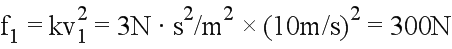 f₁ = kv₁² = 3N · s²/m² × (10m/s)² = 300N